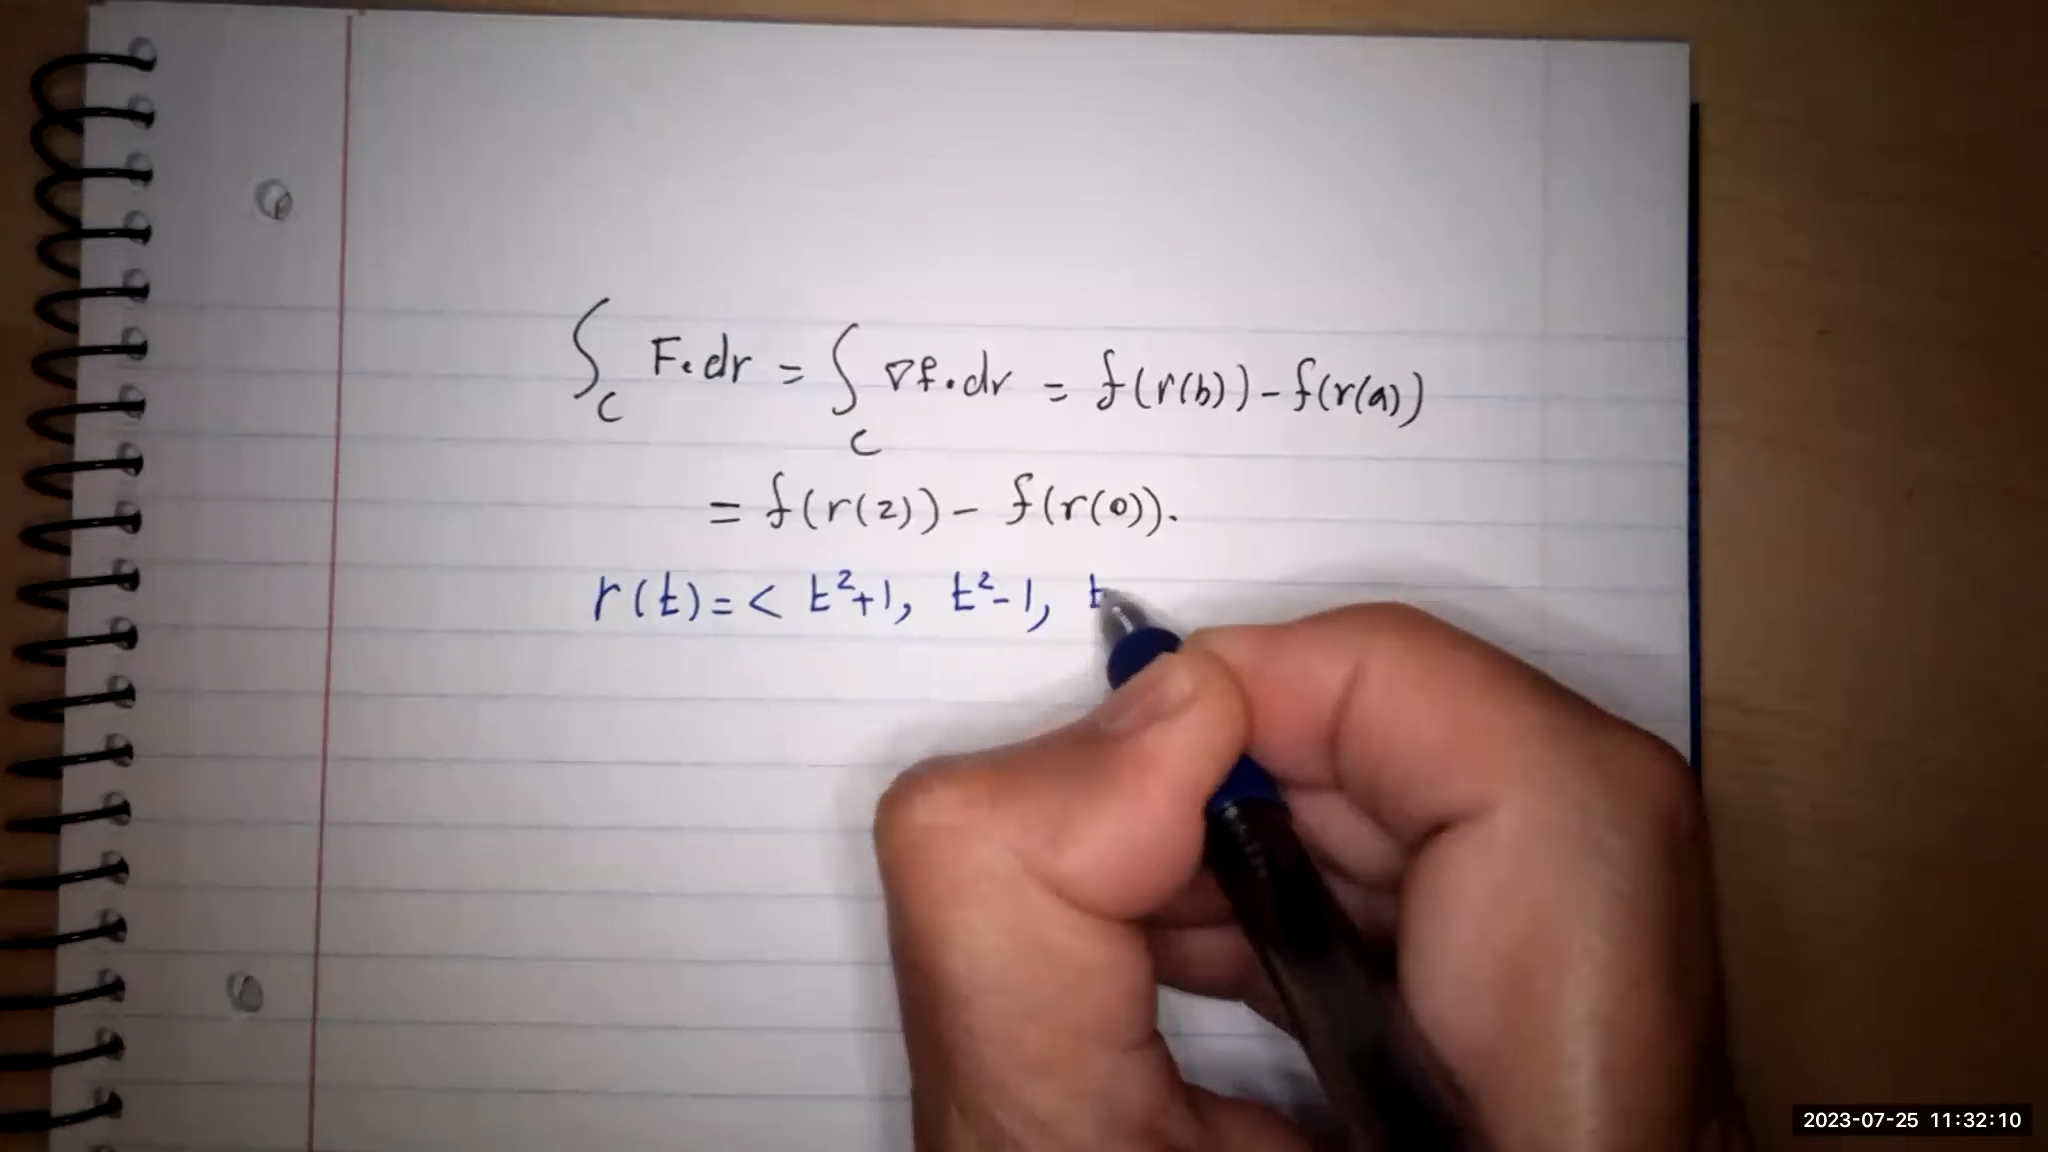 ∫_C F·dr = ∫_C ∇f·dr = f(r(b)) - f(r(a))
= f(r(2)) - f(r(0)).
r(t) = < t²+1, t²-1, t
2023-07-25 11:32:10